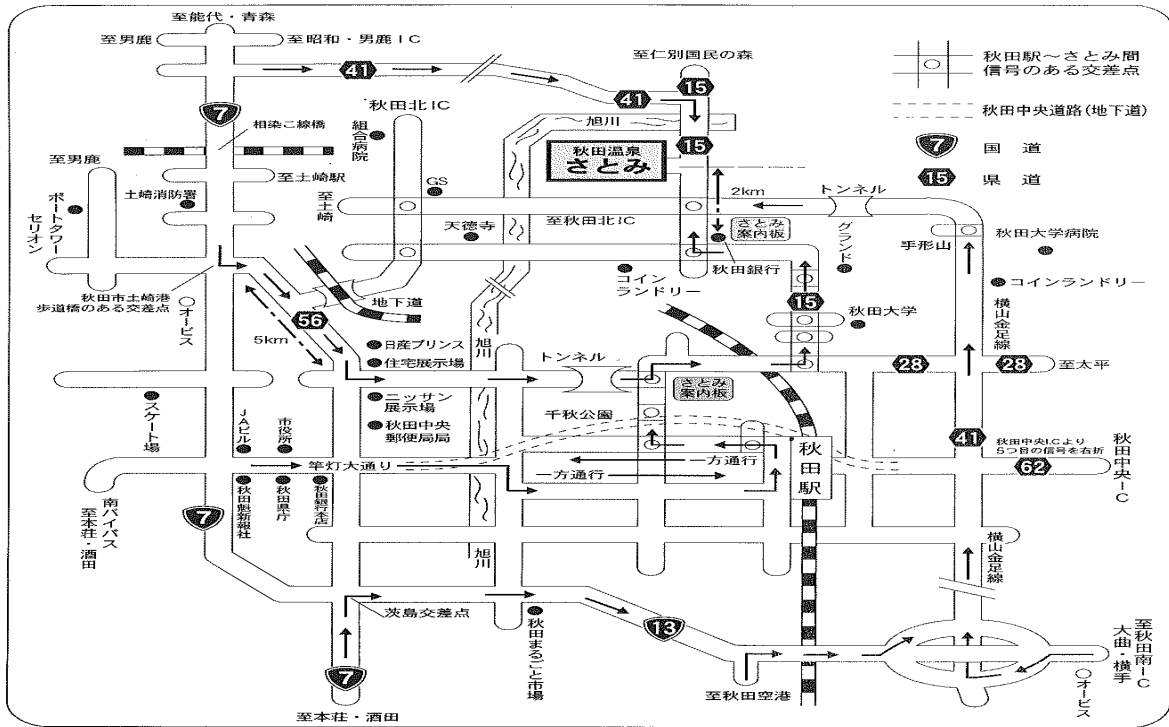 至能代・青森
至男鹿
至昭和・男鹿IC
至仁別国民の森
秋田駅～さとみ間
信号のある交差点
秋田中央道路(地下道)
7
国道
15
県道
41
41
15
15
7
秋田北IC
旭川
組合病院
相染こ線橋
秋田温泉
さとみ
至男鹿
至土崎駅
土崎消防署
GS
2km
トンネル
ポートタワー
セリオン
至土崎
至秋田北IC
天徳寺
さとみ
案内板
グランド
手形山
秋田大学病院
秋田銀行
コイン
ランドリー
コインランドリー
秋田市土崎港
歩道橋のある交差点
オービス
地下道
56
5km
15
秋田大学
横山金足線
旭川
日産プリンス
住宅展示場
トンネル
28
28
至太平
ニッサン
展示場
さとみ
案内板
スケート場
JAビル
市役所
秋田中央
郵便局局
千秋公園
41
秋田中央I.Cより
5つ目の信号を右折
62
秋田中央IC
竿灯大通り
一方通行
一方通行
秋田駅
南バイパス
至本荘・酒田
7
秋田魁新報社
秋田県庁
秋田銀行本店
旭川
横山金足線
茨島交差点
秋田まるごと市場
13
至秋田南IC
大曲・横手
オービス
7
至秋田空港
至本荘・酒田